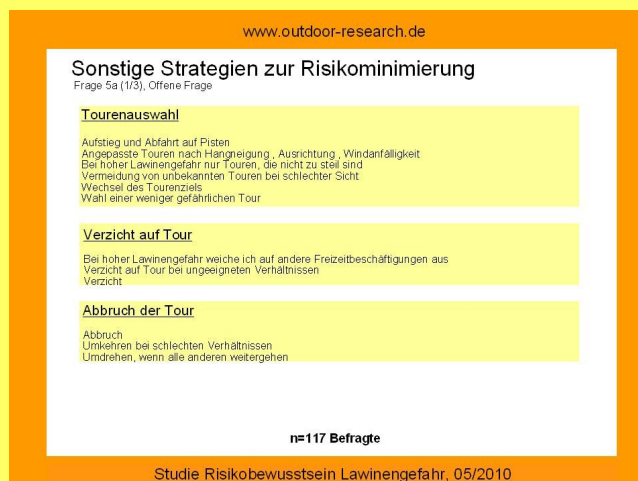 www.outdoor-research.de
Sonstige Strategien zur Risikominimierung
Frage 5a (1/3), Offene Frage
Tourenauswahl
Aufstieg und Abfahrt auf Pisten
Angepasste Touren nach Hangneigung , Ausrichtung , Windanfälligkeit
Bei hoher Lawinengefahr nur Touren, die nicht zu steil sind
Vermeidung von unbekannten Touren bei schlechter Sicht
Wechsel des Tourenziels
Wahl einer weniger gefährlichen Tour
Verzicht auf Tour
Bei hoher Lawinengefahr weiche ich auf andere Freizeitbeschäftigungen aus
Verzicht auf Tour bei ungeeigneten Verhältnissen
Verzicht
Abbruch der Tour
Abbruch
Umkehren bei schlechten Verhältnissen
Umdrehen, wenn alle anderen weitergehen
n=117 Befragte
Studie Risikobewusstsein Lawinengefahr, 05/2010